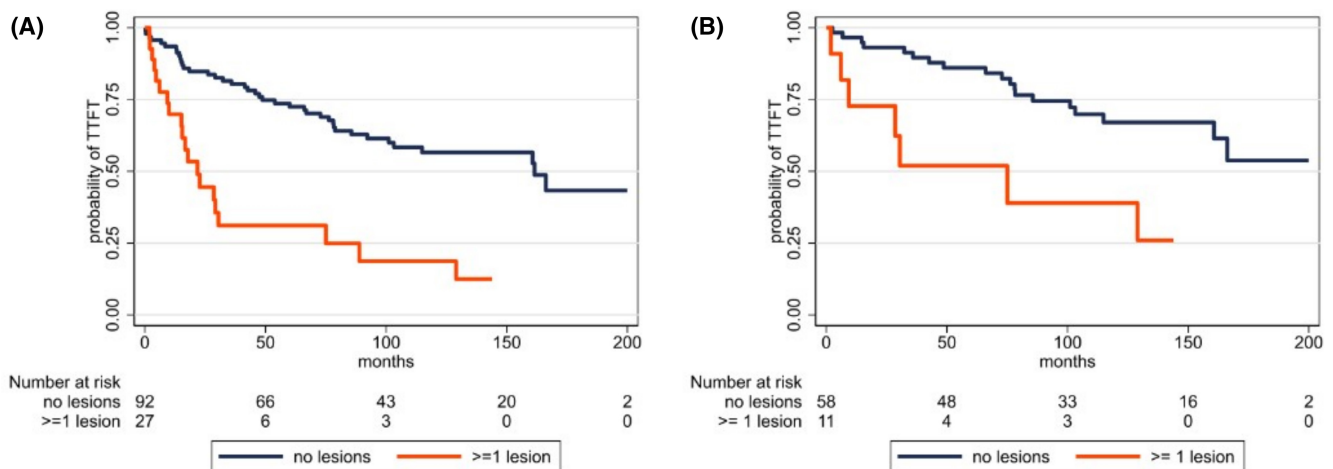 (A)
probability of TTFT
1.00
0.75
0.50
0.25
0.00
0 50 100 150 200
months
Number at risk
no lesions 92 66 43 20 2
>=1 lesion 27 6 3 0 0
no lesions >=1 lesion
(B)
probability of TTFT
1.00
0.75
0.50
0.25
0.00
0 50 100 150 200
months
Number at risk
no lesions 58 48 33 16 2
>= 1 lesion 11 4 3 0 0
no lesions >= 1 lesion